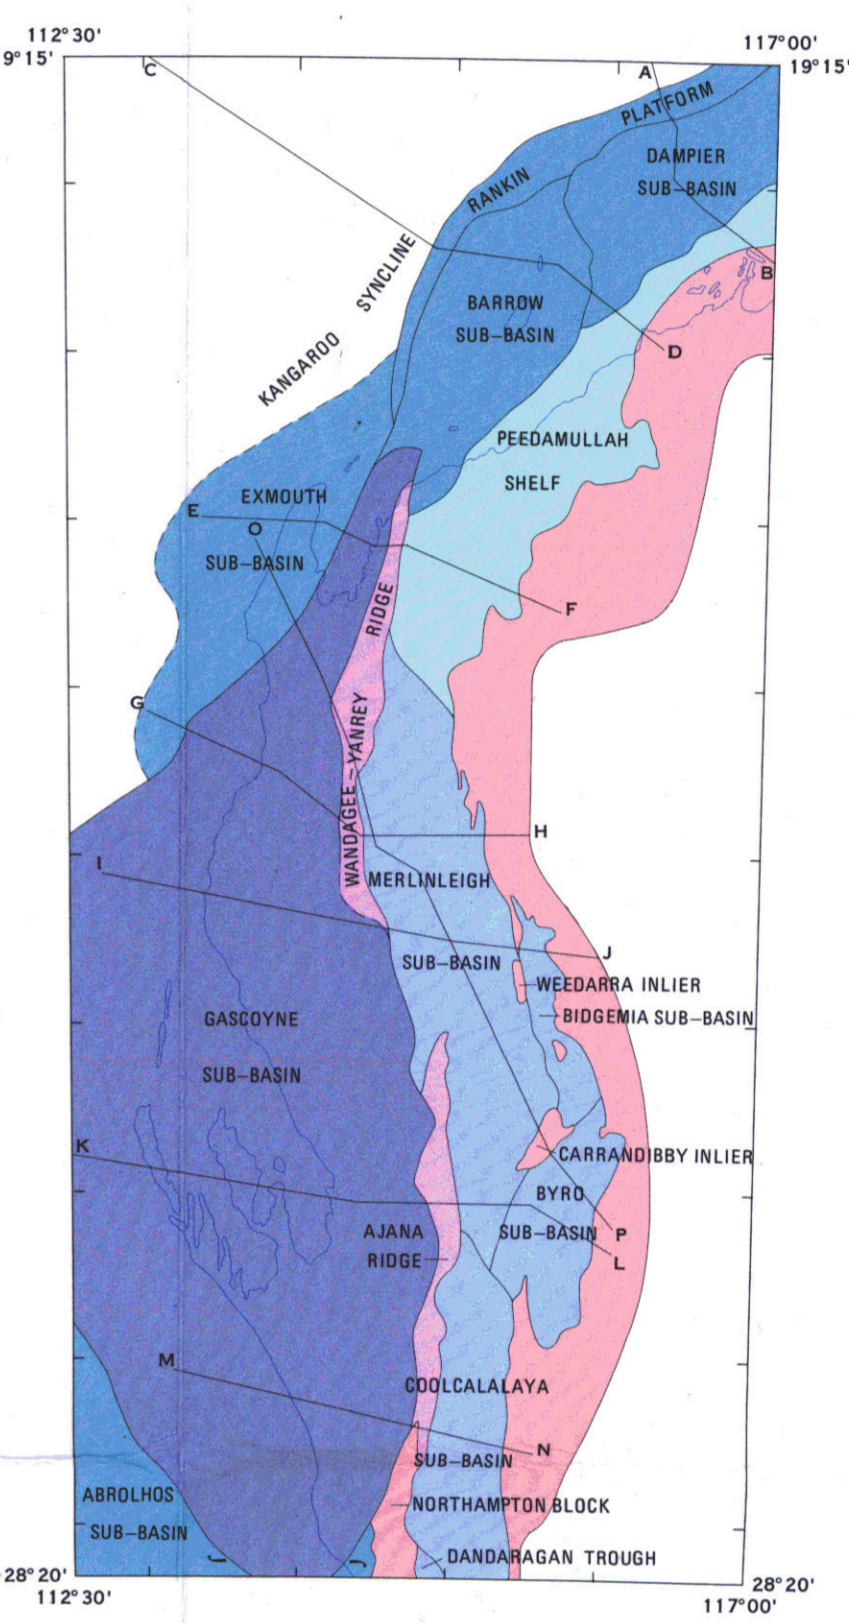 112°30'
117°00'
9°15'
19°15'
C
A
PLATFORM
DAMPIER
SUB-BASIN
RANKIN
B
KANGAROO SYNCLINE
BARROW
SUB-BASIN
D
PEEDAMULLAH
SHELF
EXMOUTH
E
O
SUB-BASIN
F
WANDAGEE-YANREY RIDGE
G
H
I
MERLINLEIGH
SUB-BASIN
J
WEEDARRA INLIER
BIDGEMIA SUB-BASIN
GASCOYNE
SUB-BASIN
K
CARRANDIBBY INLIER
BYRO
SUB-BASIN
P
L
AJANA
RIDGE
M
COOLCALALAYA
N
SUB-BASIN
ABROLHOS
SUB-BASIN
NORTHAMPTON BLOCK
DANDARAGAN TROUGH
28°20'
28°20'
112°30'
117°00'